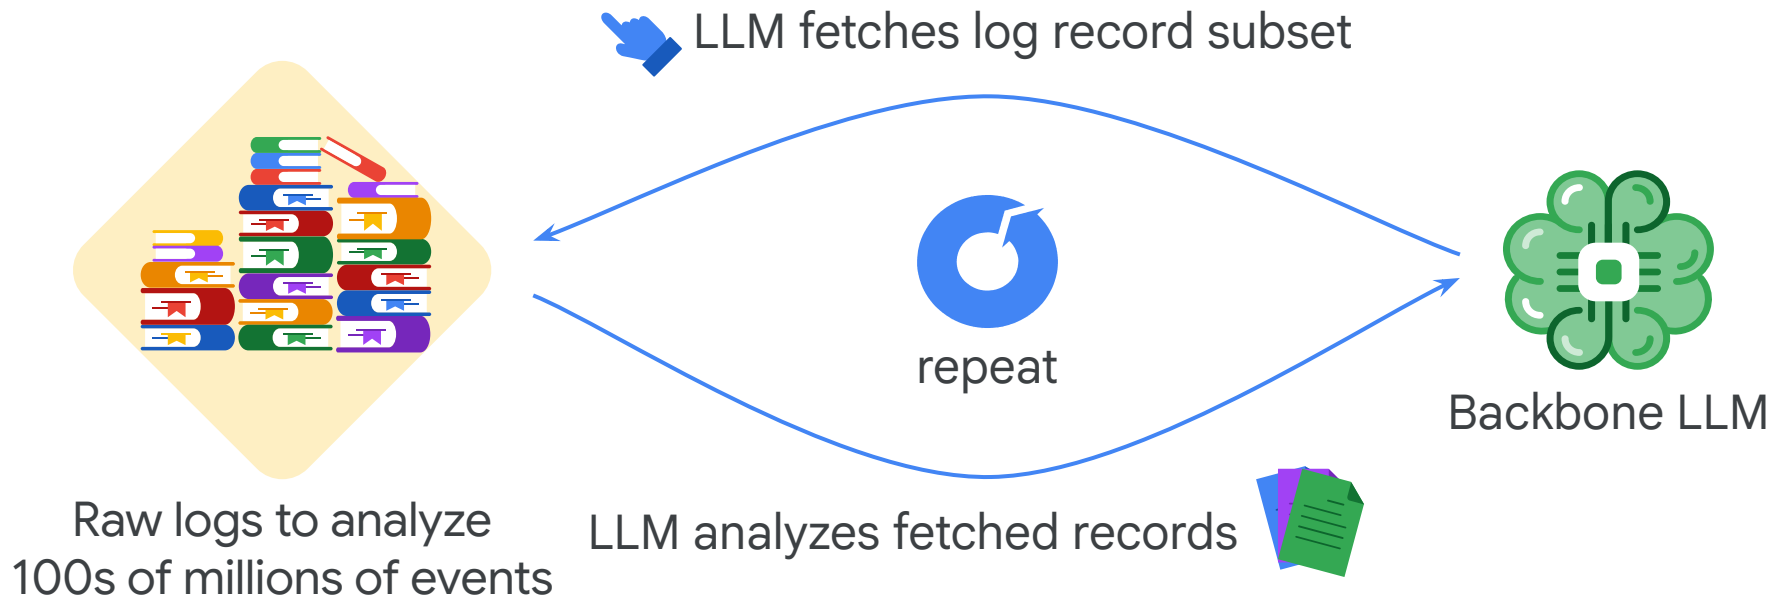 LLM fetches log record subset
repeat
Backbone LLM
Raw logs to analyze
100s of millions of events
LLM analyzes fetched records